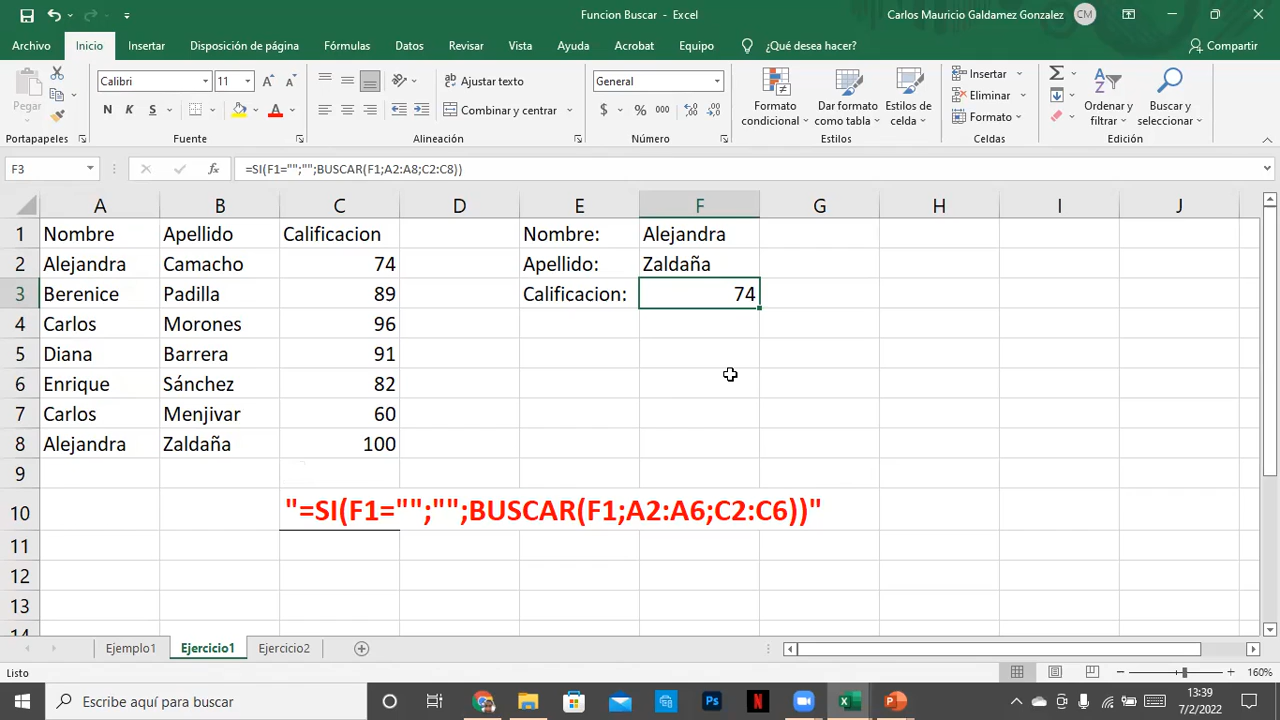 Funcion Buscar - Excel
Carlos Mauricio Galdamez Gonzalez CM
Archivo Inicio Insertar Disposición de página Fórmulas Datos Revisar Vista Ayuda Acrobat Equipo ¿Qué desea hacer? Compartir
Pegar
Calibri 11
N K S
Ajustar texto
Combinar y centrar
General
$ % 000
Formato condicional
Dar formato como tabla
Estilos de celda
Insertar
Eliminar
Formato
Ordenar y filtrar
Buscar y seleccionar
Portapapeles Fuente Alineación Número Estilos Celdas Edición
F3 fx =SI(F1="";"";BUSCAR(F1;A2:A8;C2:C8))
A B C D E F G H I J
1 Nombre Apellido Calificacion Nombre: Alejandra
2 Alejandra Camacho 74 Apellido: Zaldaña
3 Berenice Padilla 89 Calificacion: 74
4 Carlos Morones 96
5 Diana Barrera 91
6 Enrique Sánchez 82
7 Carlos Menjivar 60
8 Alejandra Zaldaña 100
9
10 "=SI(F1="";"";BUSCAR(F1;A2:A6;C2:C6))"
11
12
13
14
Ejemplo1 Ejercicio1 Ejercicio2
Listo 160%
Escribe aquí para buscar
Ps N
13:39
7/2/2022